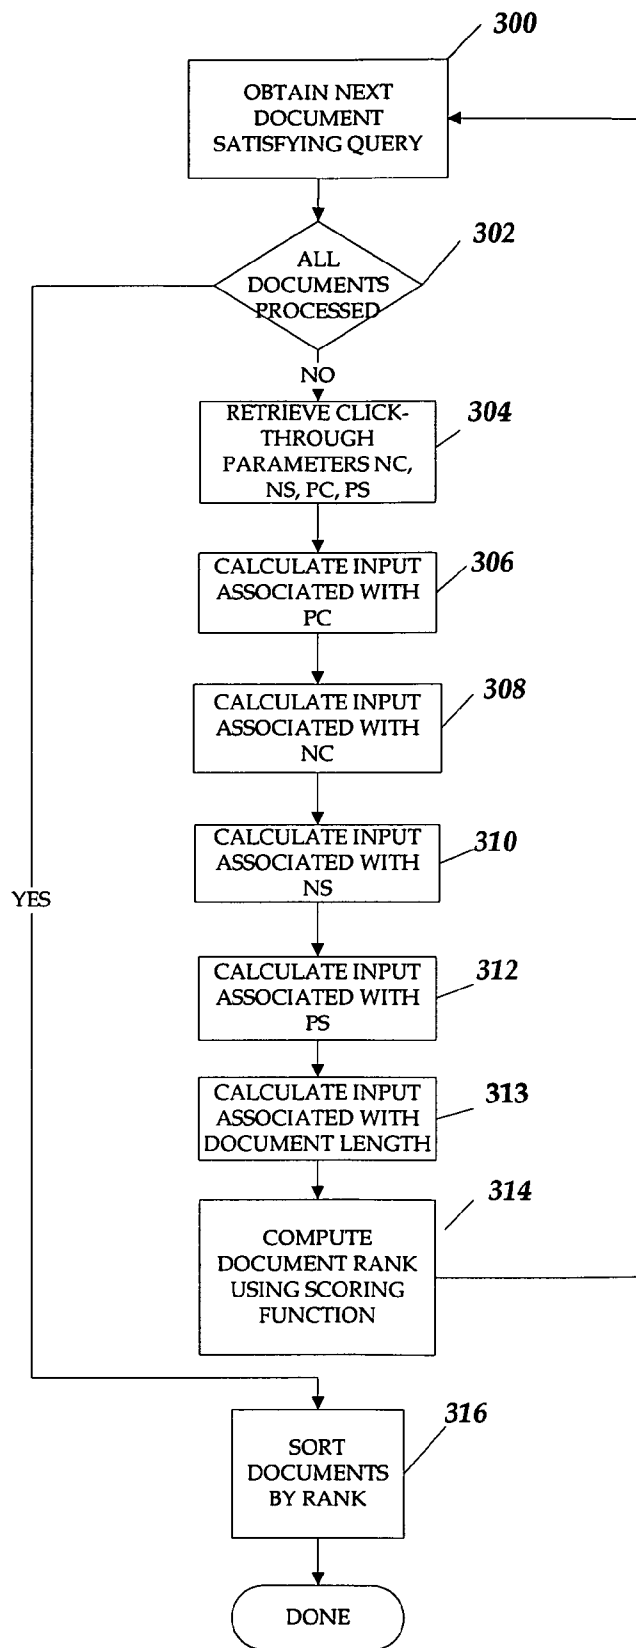 300
OBTAIN NEXT
DOCUMENT
SATISFYING QUERY
302
ALL
DOCUMENTS
PROCESSED
NO
RETRIEVE CLICK-
THROUGH
PARAMETERS NC,
NS, PC, PS
304
CALCULATE INPUT
ASSOCIATED WITH
PC
306
CALCULATE INPUT
ASSOCIATED WITH
NC
308
CALCULATE INPUT
ASSOCIATED WITH
NS
310
YES
CALCULATE INPUT
ASSOCIATED WITH
PS
312
CALCULATE INPUT
ASSOCIATED WITH
DOCUMENT LENGTH
313
314
COMPUTE
DOCUMENT RANK
USING SCORING
FUNCTION
316
SORT
DOCUMENTS
BY RANK
DONE